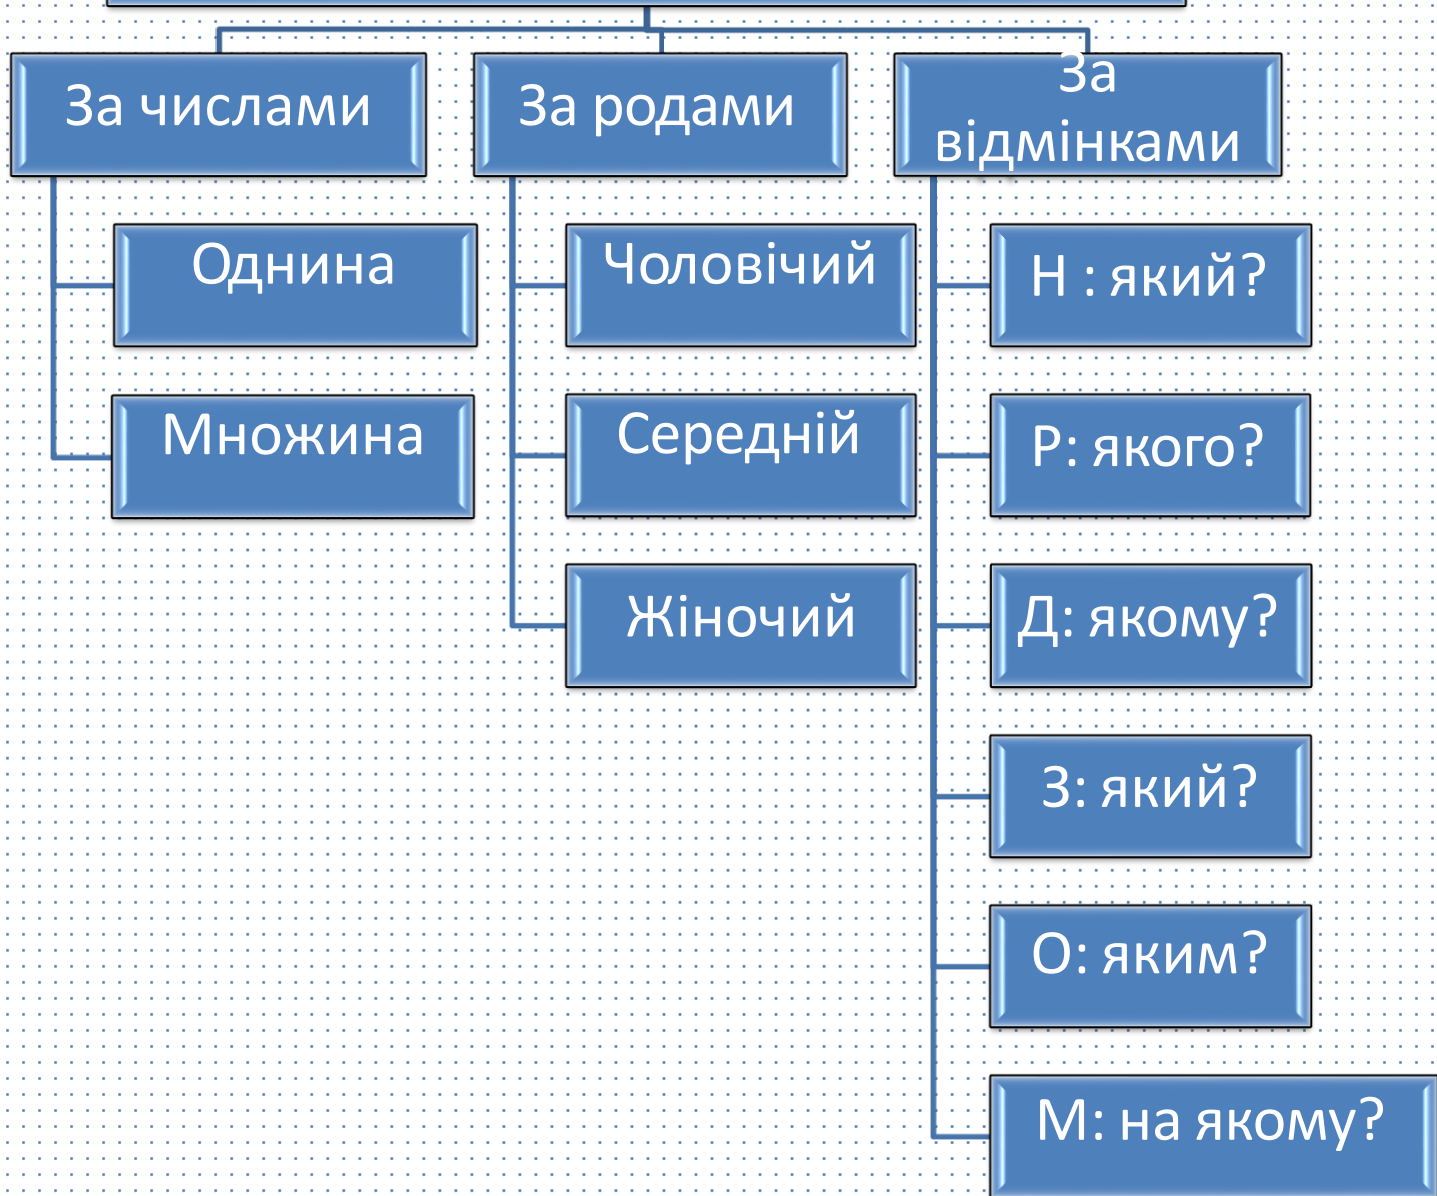 За числами
Однина
Множина
За родами
Чоловічий
Середній
Жіночий
За
відмінками
Н : який?
Р: якого?
Д: якому?
З: який?
О: яким?
М: на якому?